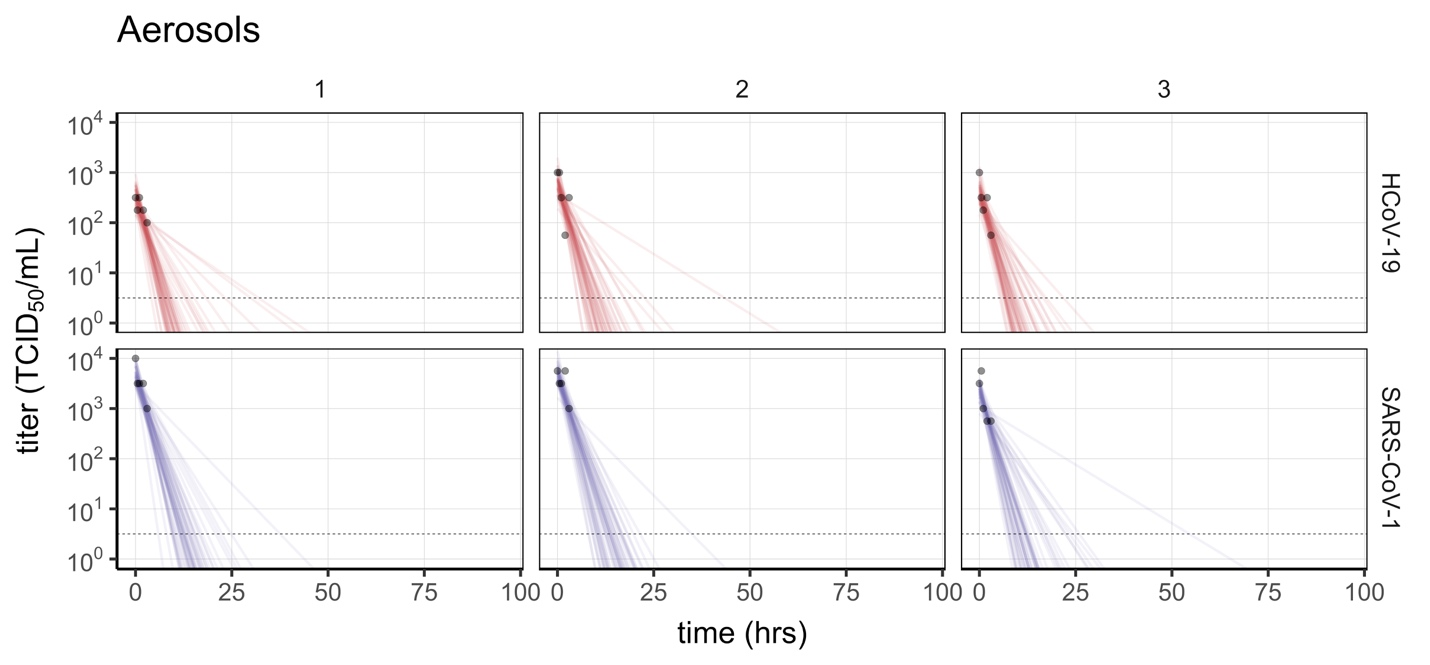 Aerosols
1 2 3
titer (TCID₅₀/mL)
10⁴
10³
10²
10¹
10⁰
HCoV-19
10⁴
10³
10²
10¹
10⁰
SARS-CoV-1
0 25 50 75 100 0 25 50 75 100 0 25 50 75 100
time (hrs)